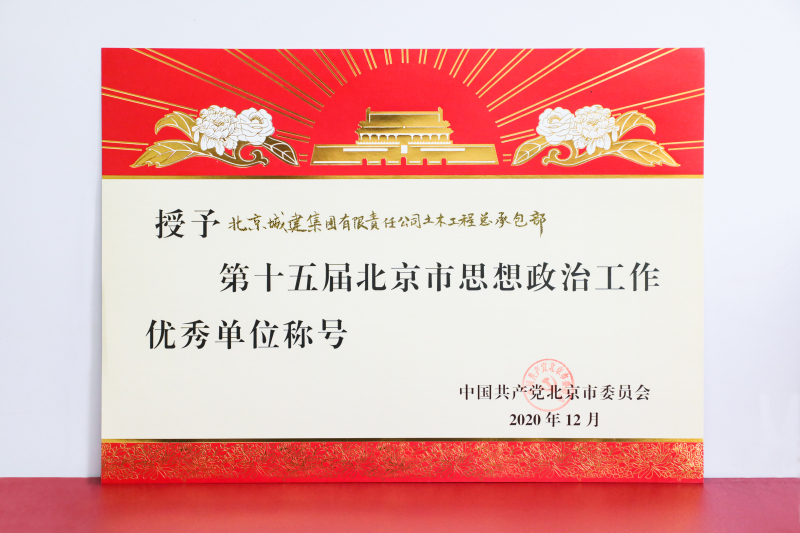 授予 北京城建集团有限责任公司土木工程总承包部
第十五届北京市思想政治工作
优秀单位称号
中国共产党北京市委员会
2020年12月